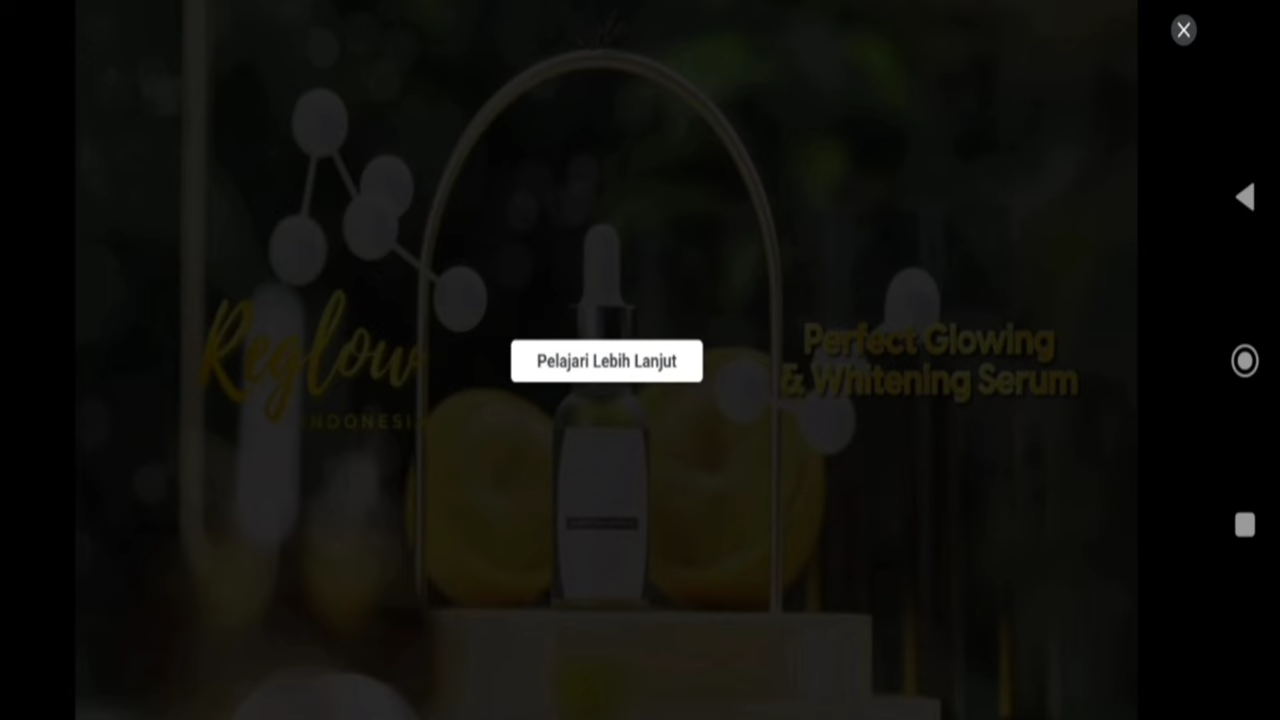 Reglow
INDONESIA
Pelajari Lebih Lanjut
Perfect Glowing
& Whitening Serum